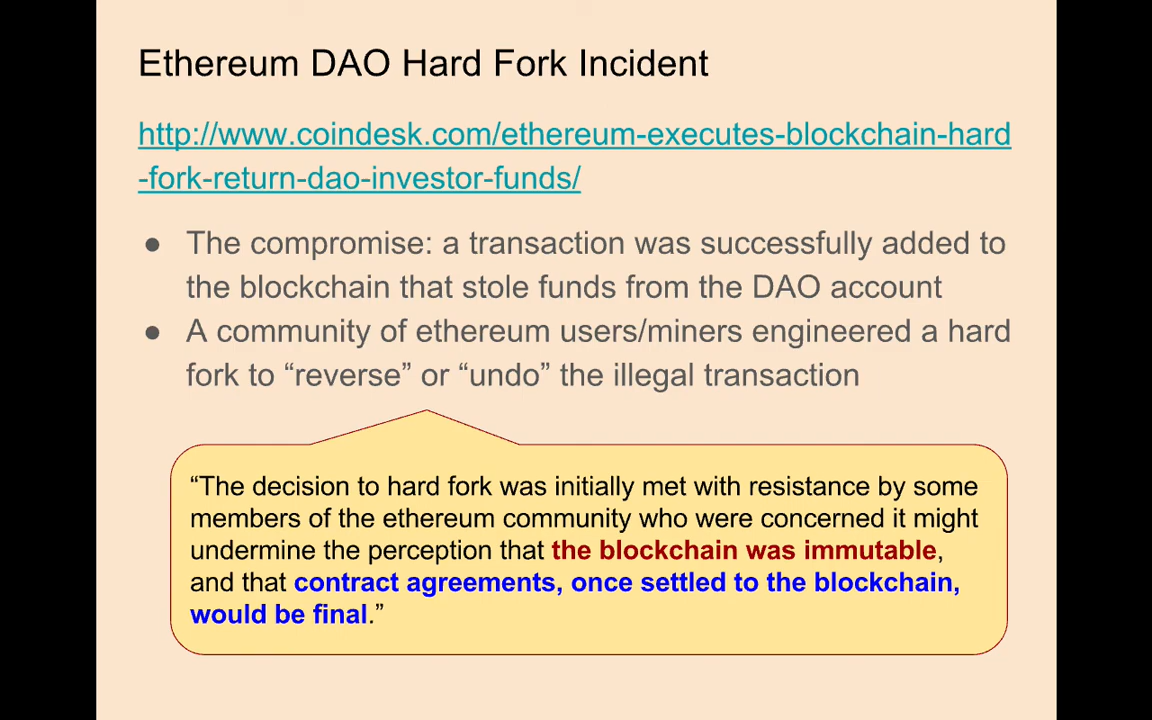 Ethereum DAO Hard Fork Incident
http://www.coindesk.com/ethereum-executes-blockchain-hard
-fork-return-dao-investor-funds/
● The compromise: a transaction was successfully added to
the blockchain that stole funds from the DAO account
● A community of ethereum users/miners engineered a hard
fork to “reverse” or “undo” the illegal transaction
“The decision to hard fork was initially met with resistance by some
members of the ethereum community who were concerned it might
undermine the perception that the blockchain was immutable,
and that contract agreements, once settled to the blockchain,
would be final.”